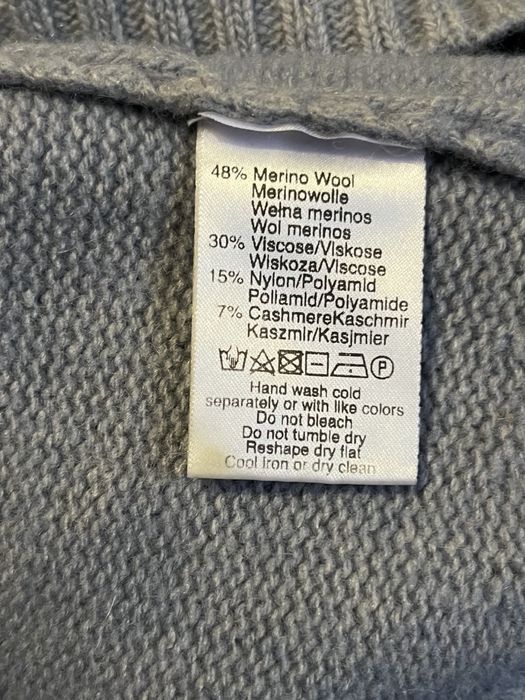 48% Merino Wool
Merinowolle
Wełna merinos
Wol merinos
30% Viscose/Viskose
Wiskoza/Viscose
15% Nylon/Polyamid
Poliamid/Polyamide
7% CashmereKaschmir
Kaszmir/Kasjmier
P
Hand wash cold
separately or with like colors
Do not bleach
Do not tumble dry
Reshape dry flat
Cool iron or dry clean